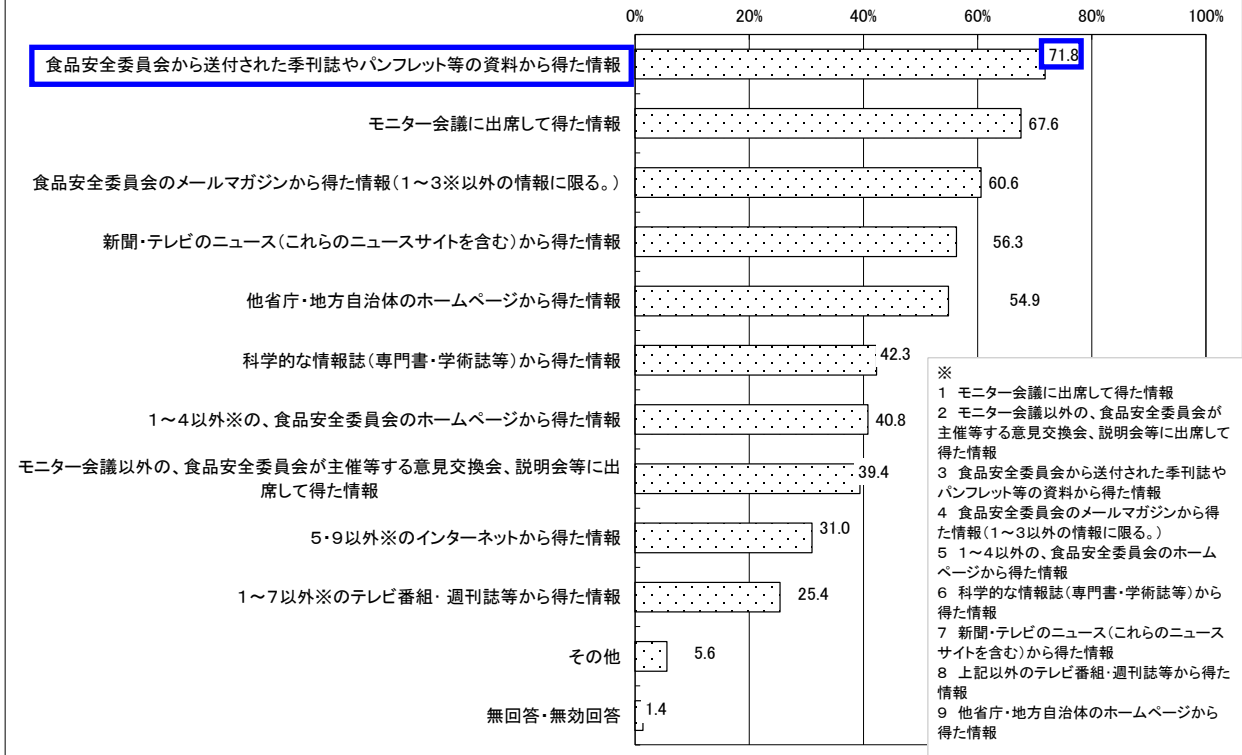 0% 20% 40% 60% 80% 100%
食品安全委員会から送付された季刊誌やパンフレット等の資料から得た情報 71.8
モニター会議に出席して得た情報 67.6
食品安全委員会のメールマガジンから得た情報(1～3※以外の情報に限る。) 60.6
新聞・テレビのニュース(これらのニュースサイトを含む)から得た情報 56.3
他省庁・地方自治体のホームページから得た情報 54.9
科学的な情報誌(専門書・学術誌等)から得た情報 42.3
1～4以外※の、食品安全委員会のホームページから得た情報 40.8
モニター会議以外の、食品安全委員会が主催等する意見交換会、説明会等に出
席して得た情報 39.4
5・9以外※のインターネットから得た情報 31.0
1～7以外※のテレビ番組・週刊誌等から得た情報 25.4
その他 5.6
無回答・無効回答 1.4
※
1 モニター会議に出席して得た情報
2 モニター会議以外の、食品安全委員会が
主催等する意見交換会、説明会等に出席して
得た情報
3 食品安全委員会から送付された季刊誌や
パンフレット等の資料から得た情報
4 食品安全委員会のメールマガジンから得
た情報(1～3以外の情報に限る。)
5 1～4以外の、食品安全委員会のホーム
ページから得た情報
6 科学的な情報誌(専門書・学術誌等)から
得た情報
7 新聞・テレビのニュース(これらのニュース
サイトを含む)から得た情報
8 上記以外のテレビ番組・週刊誌等から得た
情報
9 他省庁・地方自治体のホームページから
得た情報